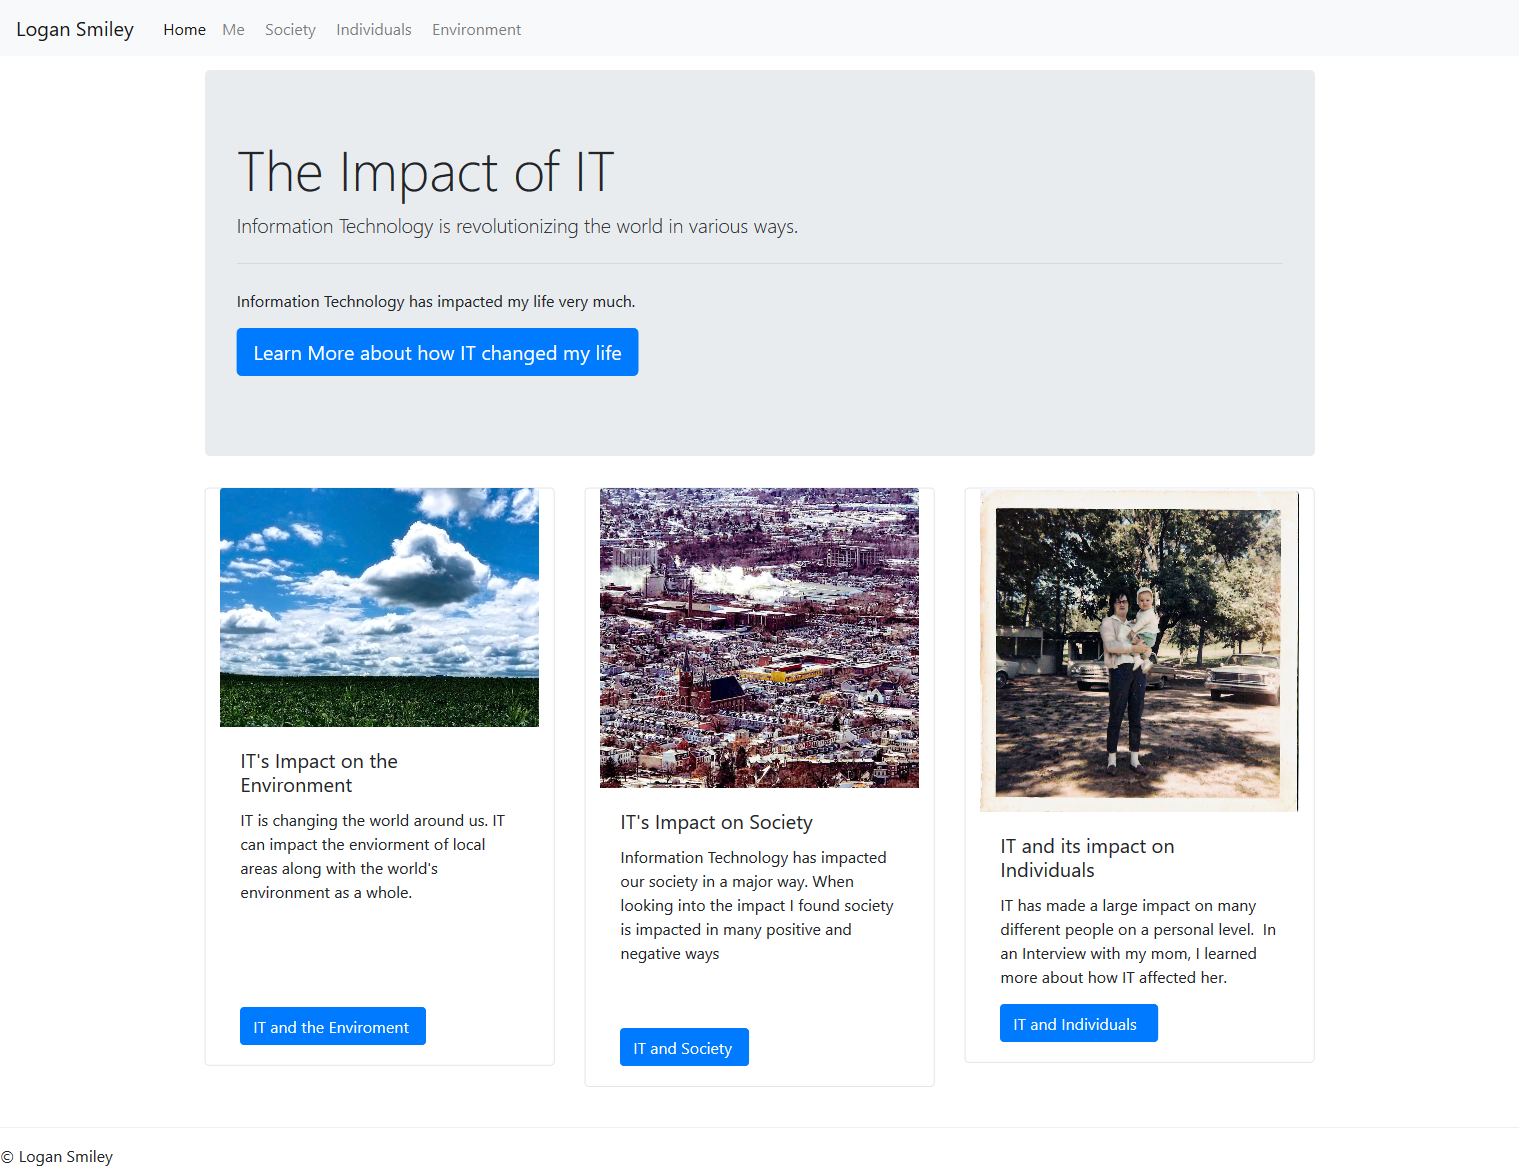 Logan Smiley Home Me Society Individuals Environment
The Impact of IT
Information Technology is revolutionizing the world in various ways.
Information Technology has impacted my life very much.
Learn More about how IT changed my life
IT's Impact on the
Environment
IT is changing the world around us. IT
can impact the enviorment of local
areas along with the world's
environment as a whole.
IT and the Enviroment
IT's Impact on Society
Information Technology has impacted
our society in a major way. When
looking into the impact I found society
is impacted in many positive and
negative ways
IT and Society
IT and its impact on
Individuals
IT has made a large impact on many
different people on a personal level.  In
an Interview with my mom, I learned
more about how IT affected her.
IT and Individuals
© Logan Smiley